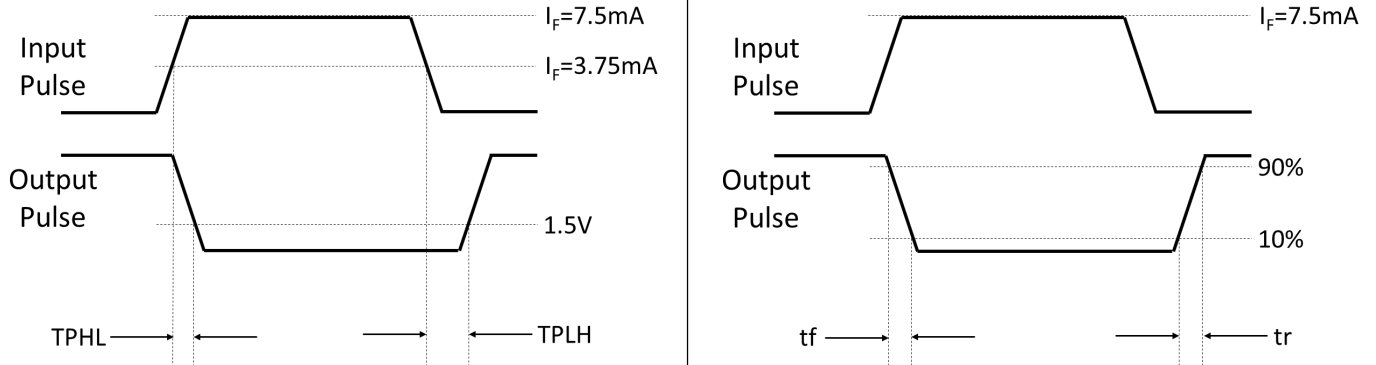 I_F=7.5mA
Input
Pulse
I_F=3.75mA
Output
Pulse
1.5V
TPHL
TPLH
I_F=7.5mA
Input
Pulse
90%
Output
Pulse
10%
tf
tr